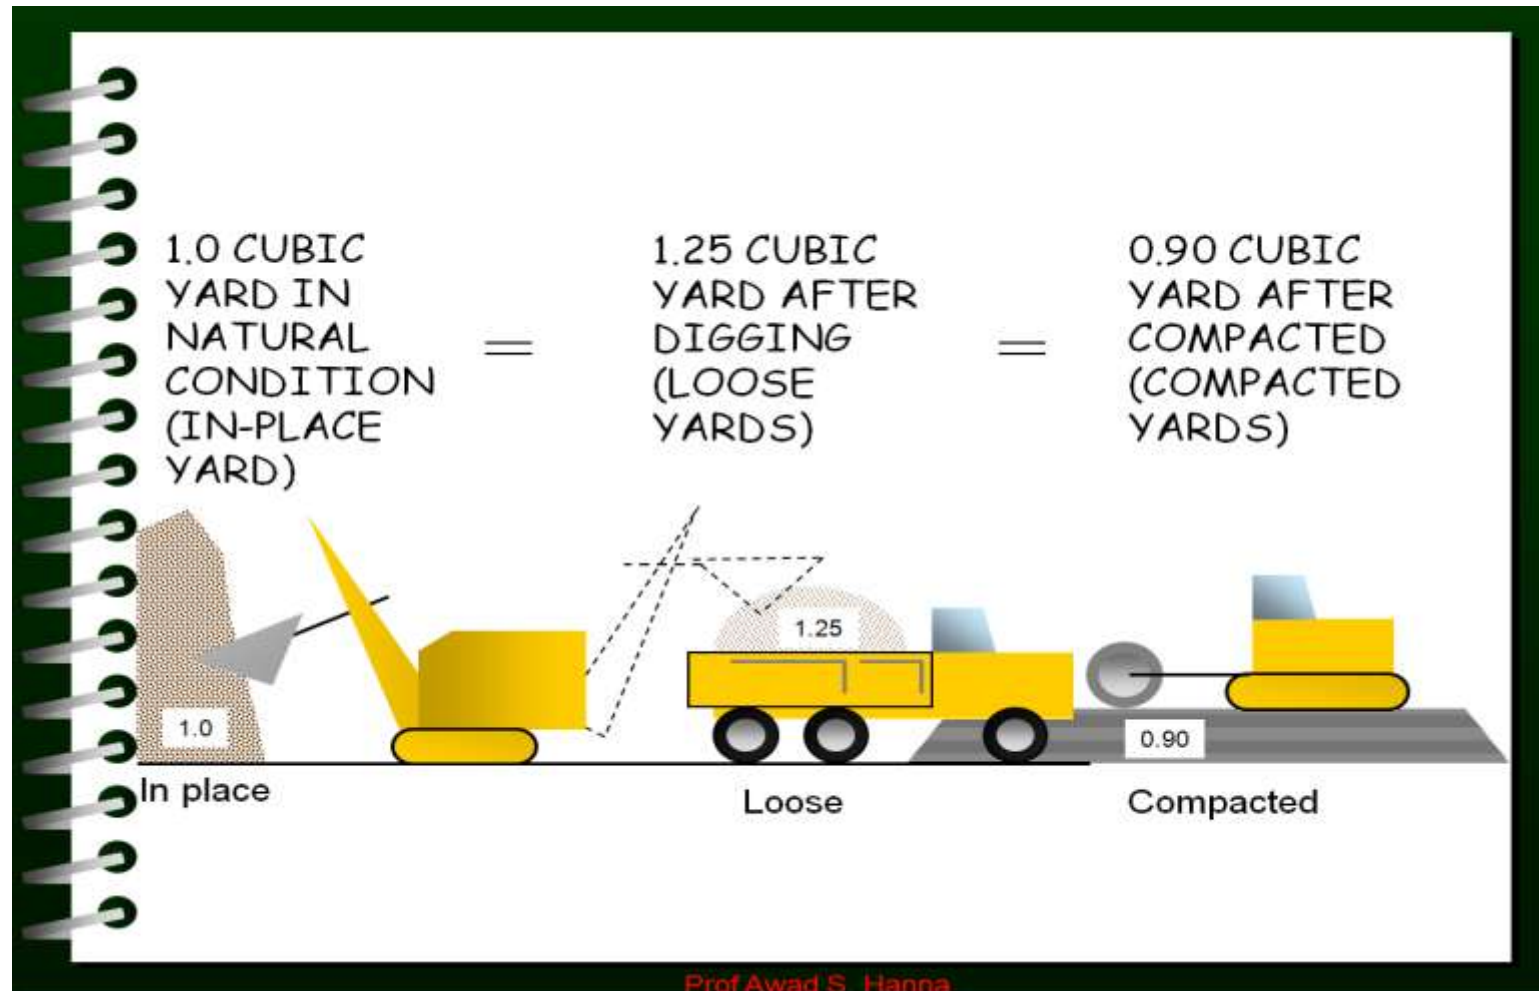 1.0 CUBIC
YARD IN
NATURAL
CONDITION
(IN-PLACE
YARD)
=
1.25 CUBIC
YARD AFTER
DIGGING
(LOOSE
YARDS)
=
0.90 CUBIC
YARD AFTER
COMPACTED
(COMPACTED
YARDS)
1.0
1.25
0.90
In place
Loose
Compacted
Prof Awad S. Hanna